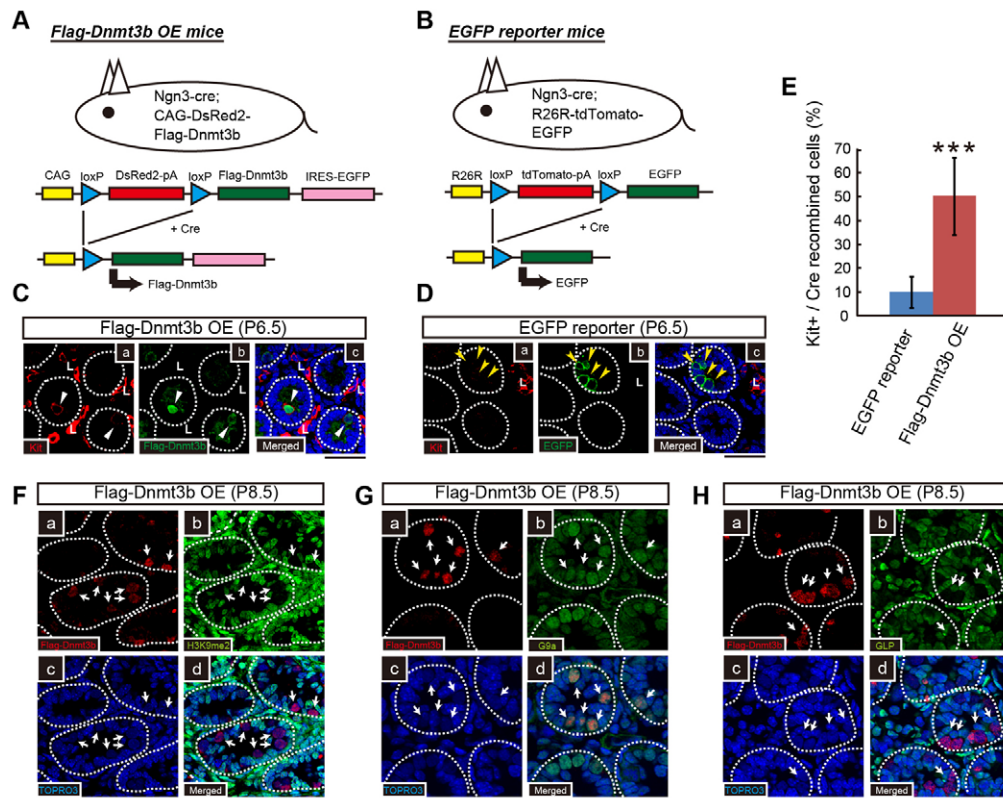 A
Flag-Dnmt3b OE mice
Ngn3-cre;
CAG-DsRed2-
Flag-Dnmt3b
CAG loxP DsRed2-pA loxP Flag-Dnmt3b IRES-EGFP
+ Cre
Flag-Dnmt3b
B
EGFP reporter mice
Ngn3-cre;
R26R-tdTomato-
EGFP
R26R loxP tdTomato-pA loxP EGFP
+ Cre
EGFP
E
Kit+ / Cre recombined cells (%)
70
60
50
40
30
20
10
0
***
EGFP reporter
Flag-Dnmt3b OE
C
Flag-Dnmt3b OE (P6.5)
a
L
L
Kit
b
L
L
Flag-Dnmt3b
c
L
L
Merged
D
EGFP reporter (P6.5)
a
L
Kit
b
L
EGFP
c
L
Merged
F
Flag-Dnmt3b OE (P8.5)
a
Flag-Dnmt3b
b
H3K9me2
c
TOPRO3
d
Merged
G
Flag-Dnmt3b OE (P8.5)
a
Flag-Dnmt3b
b
G9a
c
TOPRO3
d
Merged
H
Flag-Dnmt3b OE (P8.5)
a
Flag-Dnmt3b
b
GLP
c
TOPRO3
d
Merged